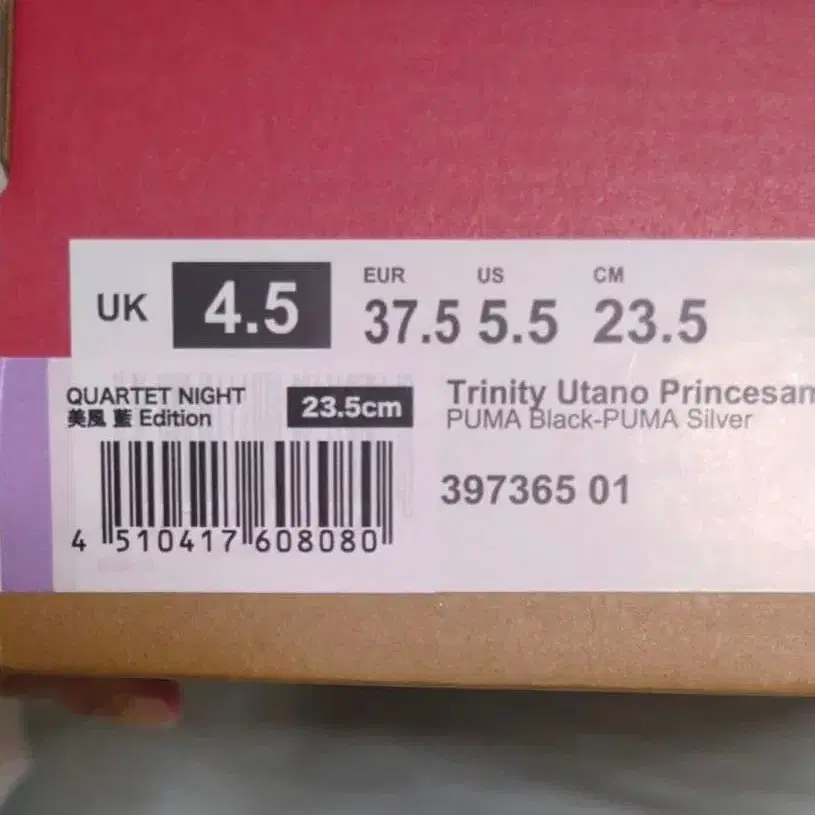 EUR US CM
UK 4.5 37.5 5.5 23.5
QUARTET NIGHT
美風 藍 Edition
23.5cm
4 510417 608080
Trinity Utano Princesam
PUMA Black-PUMA Silver
397365 01